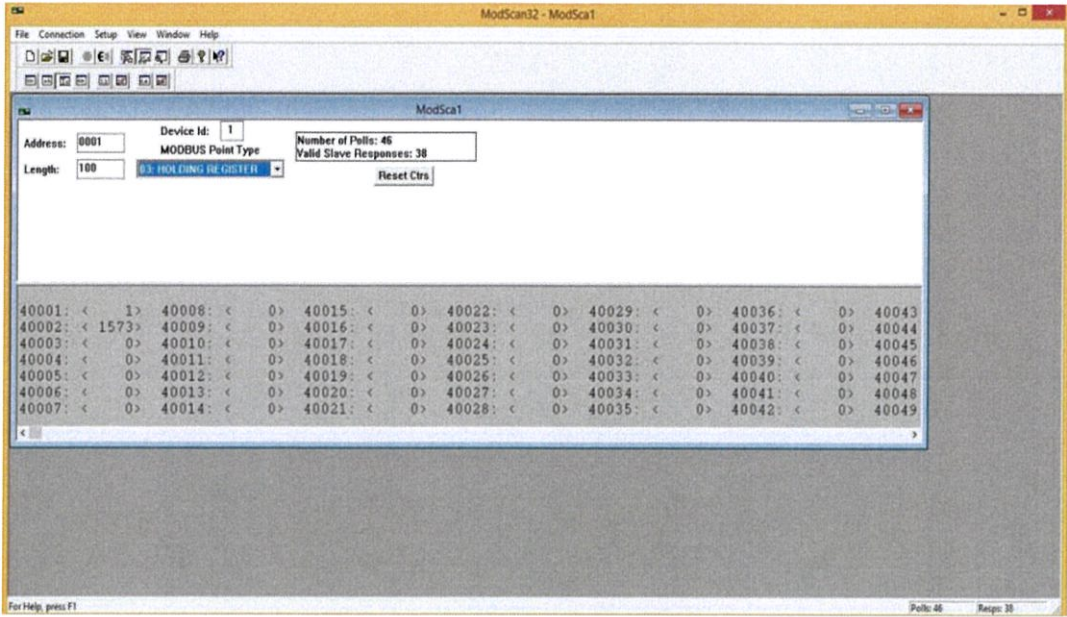 ModScan32 - ModSca1
File Connection Setup View Window Help
ModSca1
Address: 0001
Device Id: 1
MODBUS Point Type
Length: 100
03: HOLDING REGISTER
Number of Polls: 46
Valid Slave Responses: 38
Reset Ctrs
40001: < 1> 40008: < 0> 40015: < 0> 40022: < 0> 40029: < 0> 40036: < 0> 40043
40002: < 1573> 40009: < 0> 40016: < 0> 40023: < 0> 40030: < 0> 40037: < 0> 40044
40003: < 0> 40010: < 0> 40017: < 0> 40024: < 0> 40031: < 0> 40038: < 0> 40045
40004: < 0> 40011: < 0> 40018: < 0> 40025: < 0> 40032: < 0> 40039: < 0> 40046
40005: < 0> 40012: < 0> 40019: < 0> 40026: < 0> 40033: < 0> 40040: < 0> 40047
40006: < 0> 40013: < 0> 40020: < 0> 40027: < 0> 40034: < 0> 40041: < 0> 40048
40007: < 0> 40014: < 0> 40021: < 0> 40028: < 0> 40035: < 0> 40042: < 0> 40049
For Help, press F1
Polls: 46 Resps: 38